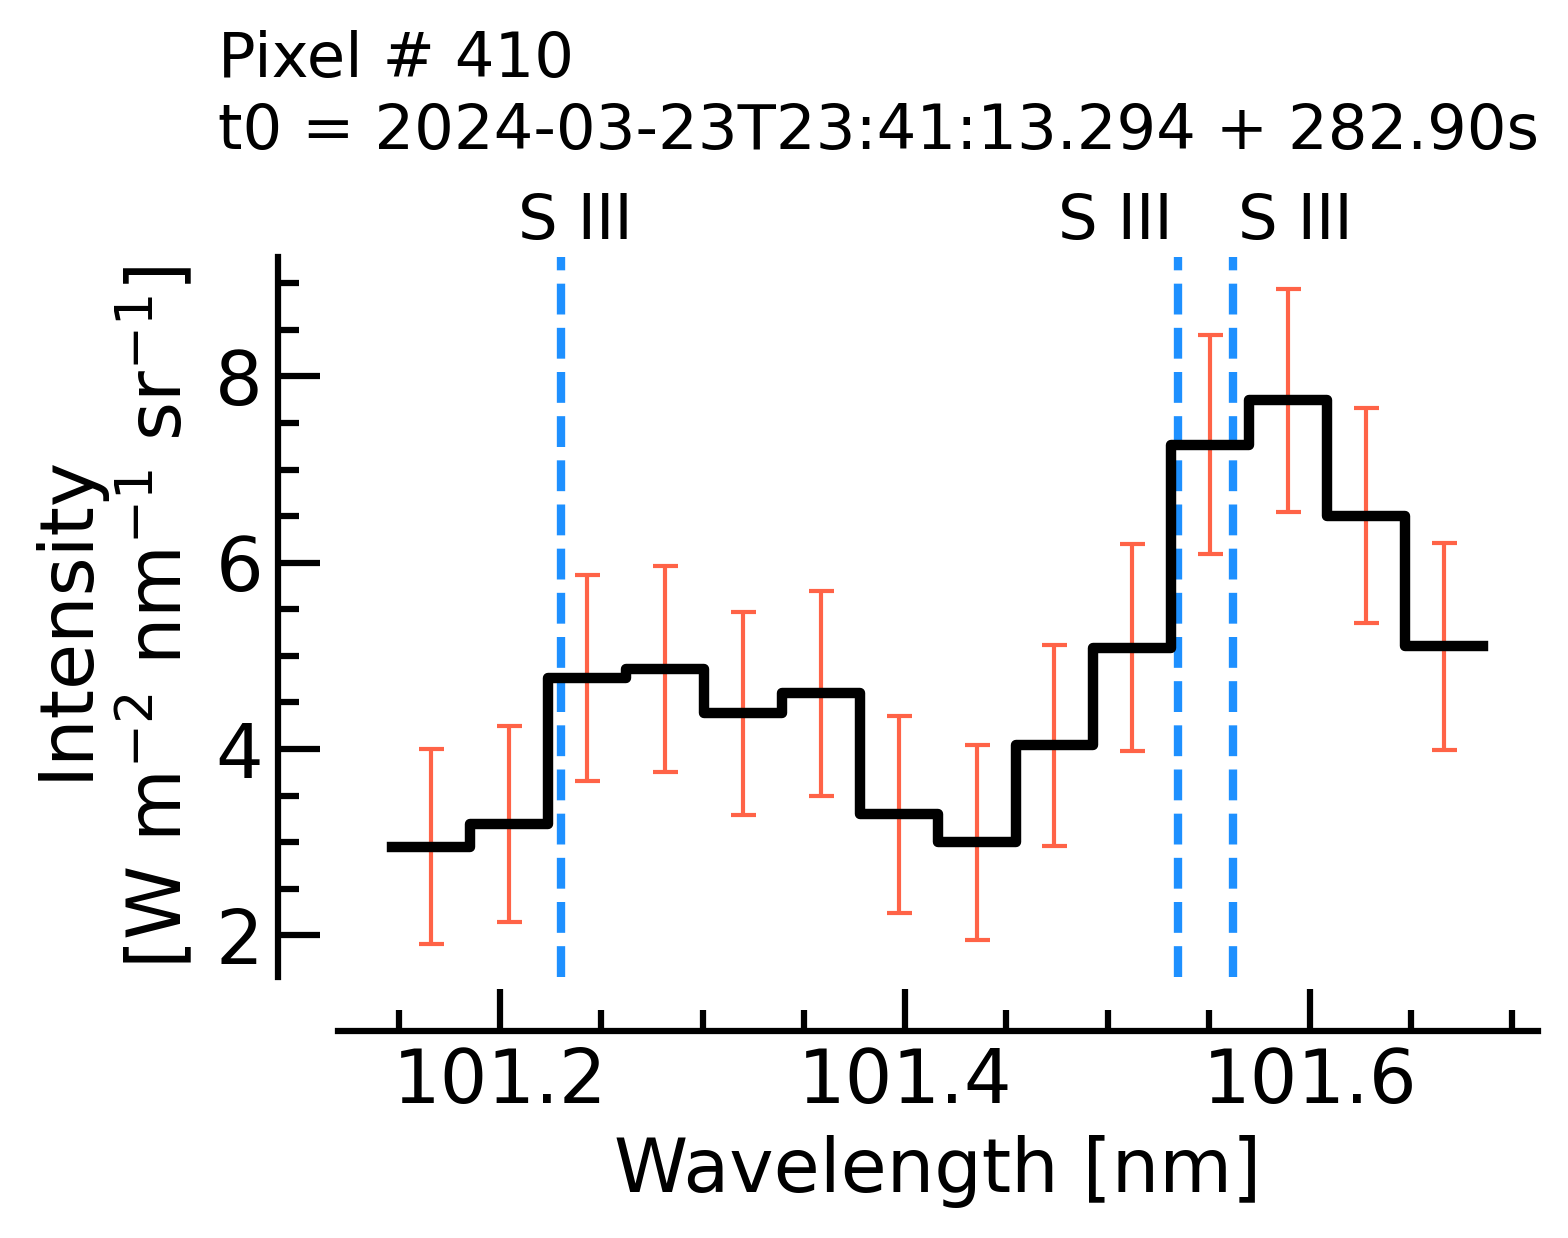 Pixel # 410
t0 = 2024-03-23T23:41:13.294 + 282.90s
S III S III S III
Intensity
[W m⁻² nm⁻¹ sr⁻¹]
8
6
4
2
101.2 101.4 101.6
Wavelength [nm]